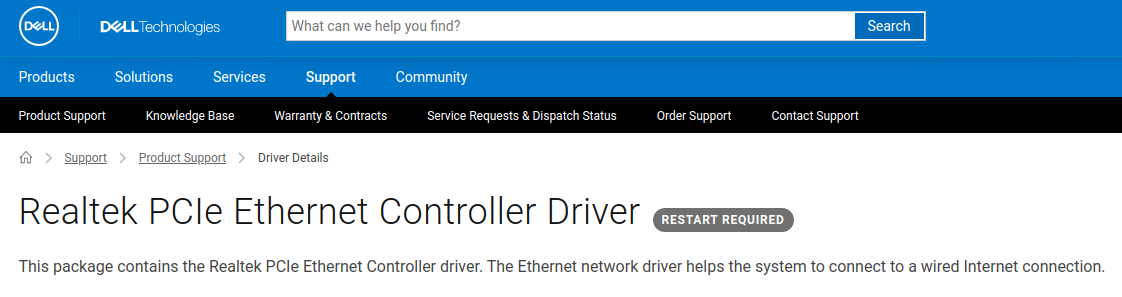 DELL
DELLTechnologies
What can we help you find?
Search
Products Solutions Services Support Community
Product Support Knowledge Base Warranty & Contracts Service Requests & Dispatch Status Order Support Contact Support
Support Product Support Driver Details
Realtek PCIe Ethernet Controller Driver RESTART REQUIRED
This package contains the Realtek PCIe Ethernet Controller driver. The Ethernet network driver helps the system to connect to a wired Internet connection.